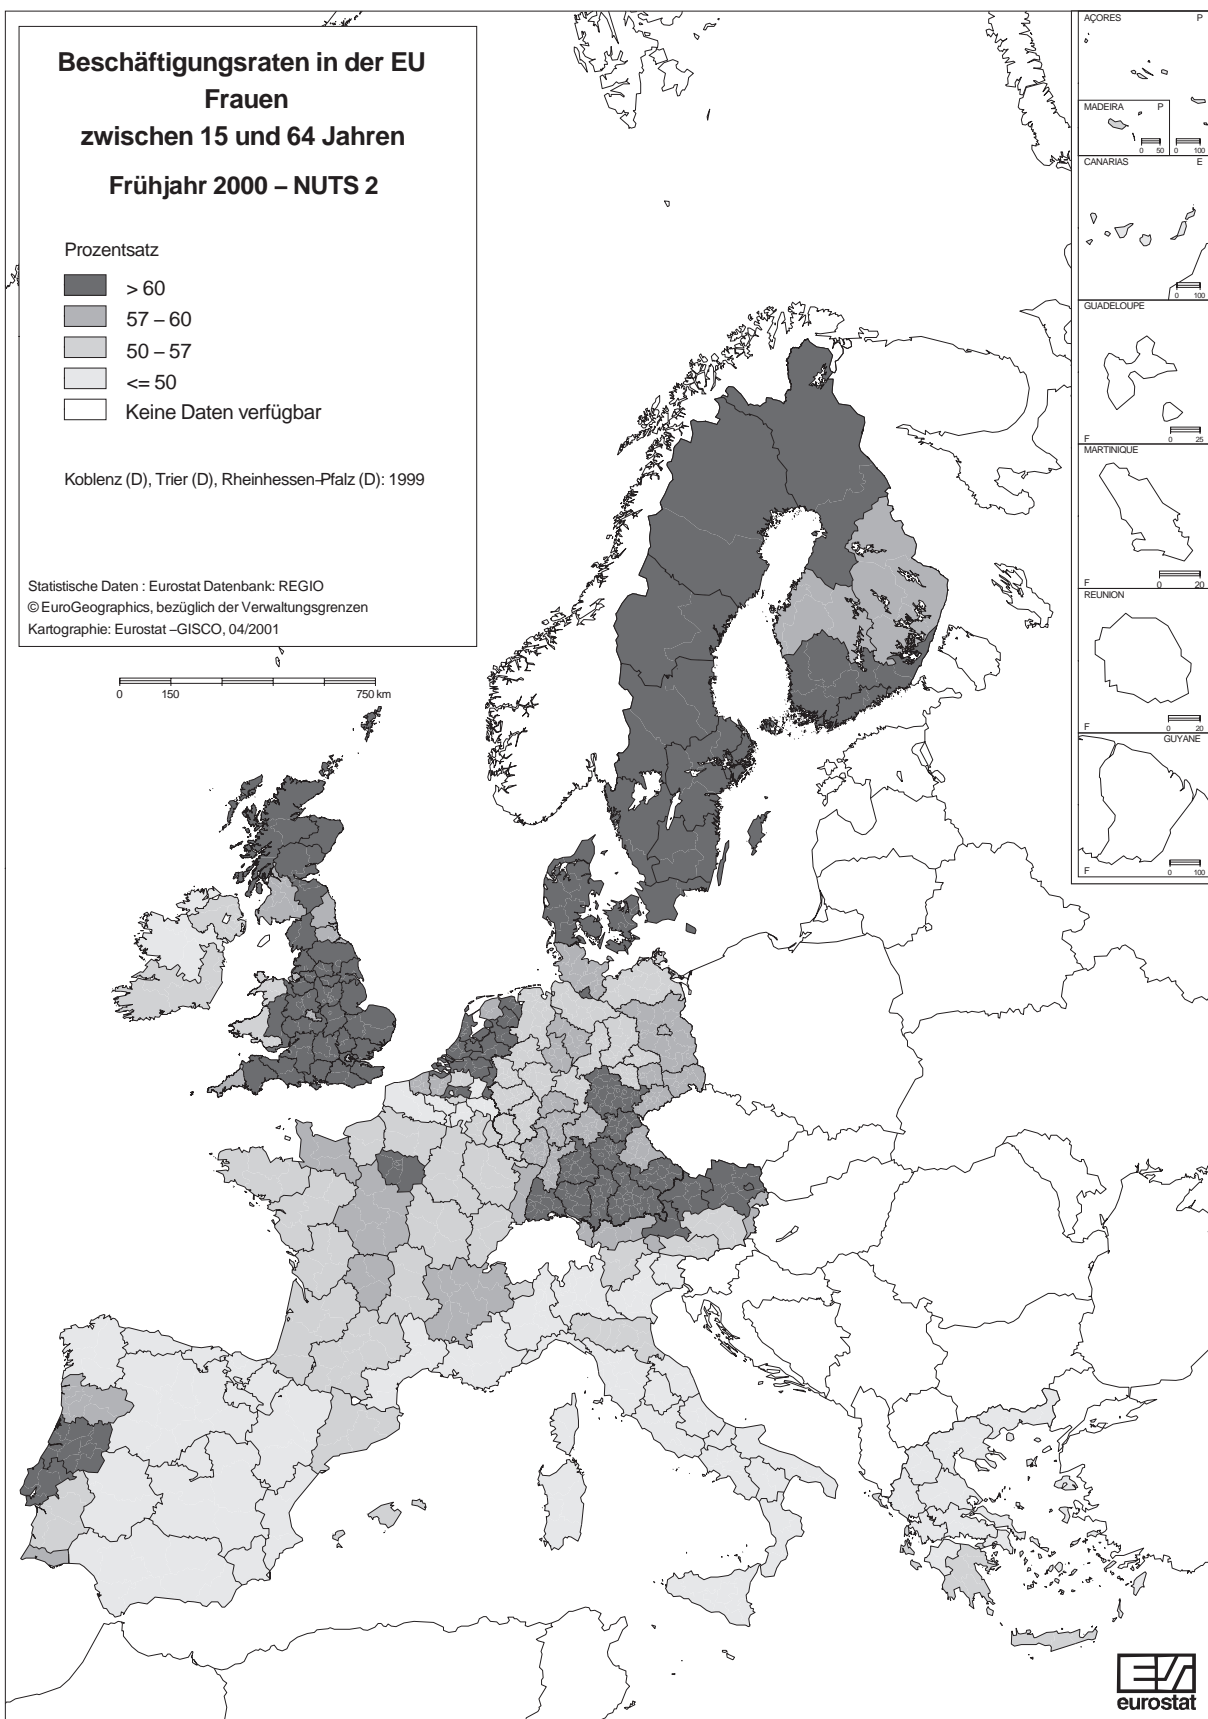 Beschäftigungsraten in der EU
Frauen
zwischen 15 und 64 Jahren
Frühjahr 2000 – NUTS 2
Prozentsatz
> 60
57 – 60
50 – 57
<= 50
Keine Daten verfügbar
Koblenz (D), Trier (D), Rheinhessen–Pfalz (D): 1999
Statistische Daten : Eurostat Datenbank: REGIO
© EuroGeographics, bezüglich der Verwaltungsgrenzen
Kartographie: Eurostat –GISCO, 04/2001
0 150 750 km
AÇORES P
MADEIRA P
0 50 0 100
CANARIAS E
0 100
GUADELOUPE
F 0 25
MARTINIQUE
F 0 20
REUNION
F 0 20
GUYANE
F 0 100
eurostat